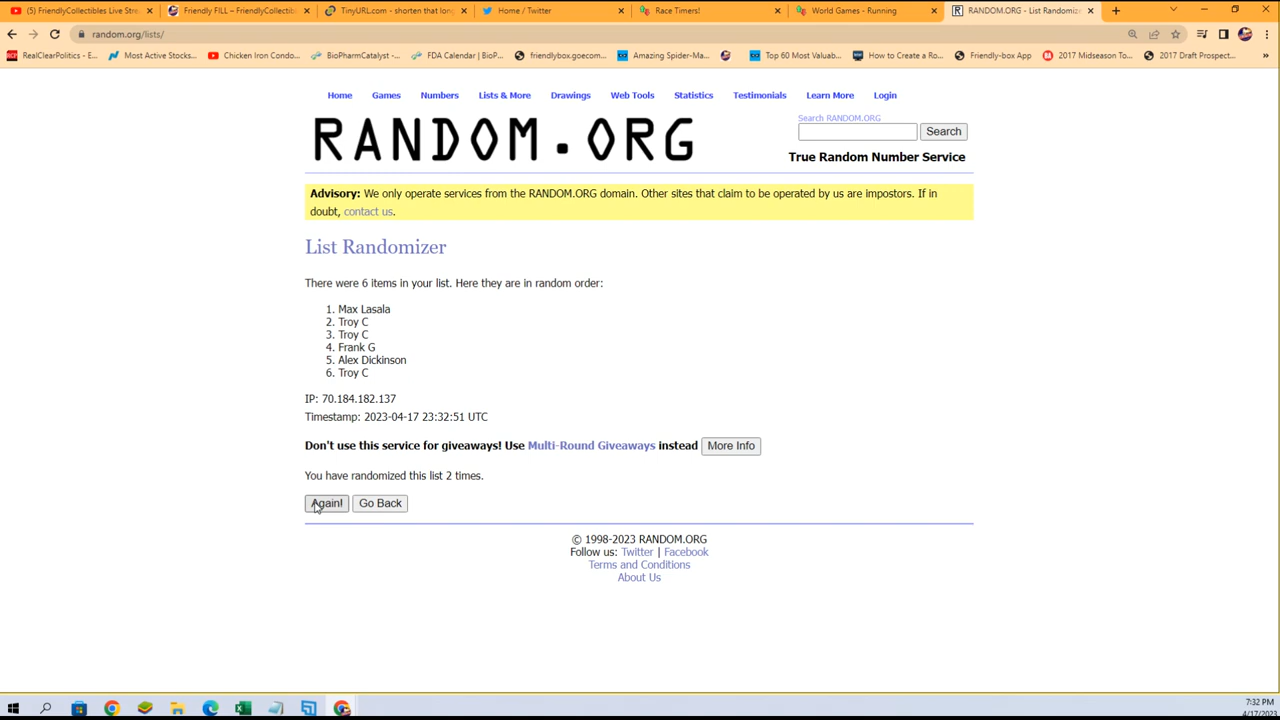 (5) FriendlyCollectibles Live Stre
Friendly FILL – FriendlyCollectib
TinyURL.com - shorten that long
Home / Twitter
Race Timers!
World Games - Running
RANDOM.ORG - List Randomize
random.org/lists/
RealClearPolitics - E...
Most Active Stocks...
Chicken Iron Condo...
BioPharmCatalyst -...
FDA Calendar | BioP...
friendlybox.goecom...
Amazing Spider-Ma...
Top 60 Most Valuab...
How to Create a Ro...
Friendly-box App
2017 Midseason To...
2017 Draft Prospect...
»
Home Games Numbers Lists & More Drawings Web Tools Statistics Testimonials Learn More Login
RANDOM.ORG
Search RANDOM.ORG
Search
True Random Number Service
Advisory: We only operate services from the RANDOM.ORG domain. Other sites that claim to be operated by us are impostors. If in
doubt, contact us.
List Randomizer
There were 6 items in your list. Here they are in random order:
1. Max Lasala
2. Troy C
3. Troy C
4. Frank G
5. Alex Dickinson
6. Troy C
IP: 70.184.182.137
Timestamp: 2023-04-17 23:32:51 UTC
Don't use this service for giveaways! Use Multi-Round Giveaways instead More Info
You have randomized this list 2 times.
Again! Go Back
© 1998-2023 RANDOM.ORG
Follow us: Twitter | Facebook
Terms and Conditions
About Us
7:32 PM
4/17/2023